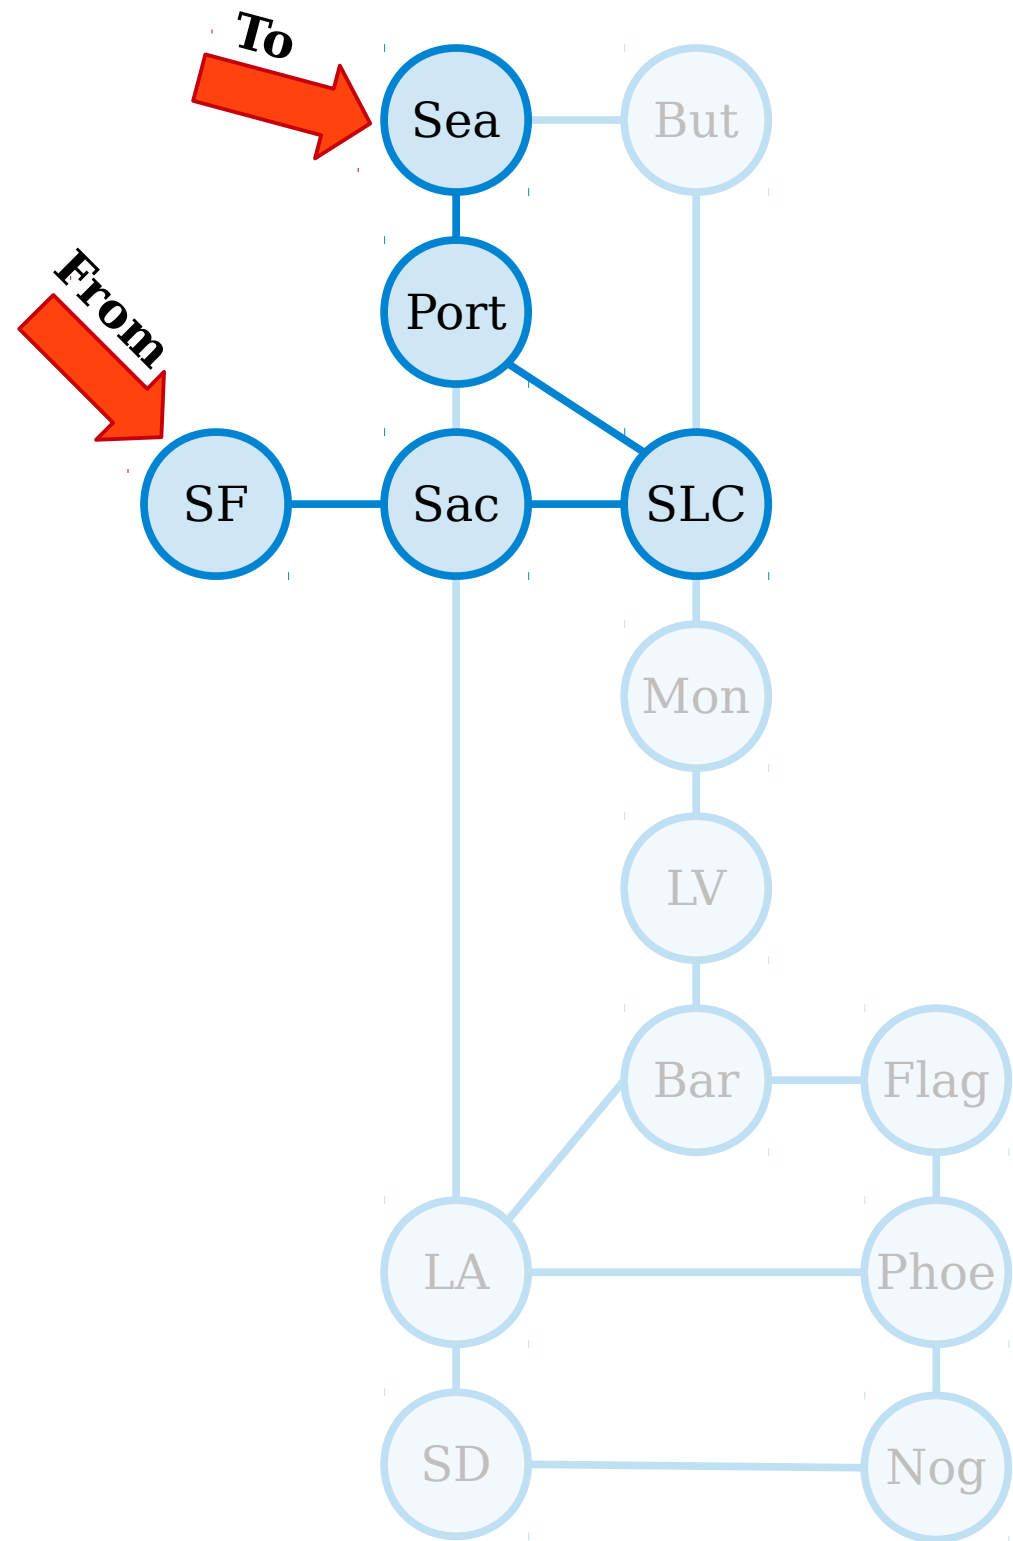 To
Sea
But
From
Port
SF
Sac
SLC
Mon
LV
Bar
Flag
LA
Phoe
SD
Nog